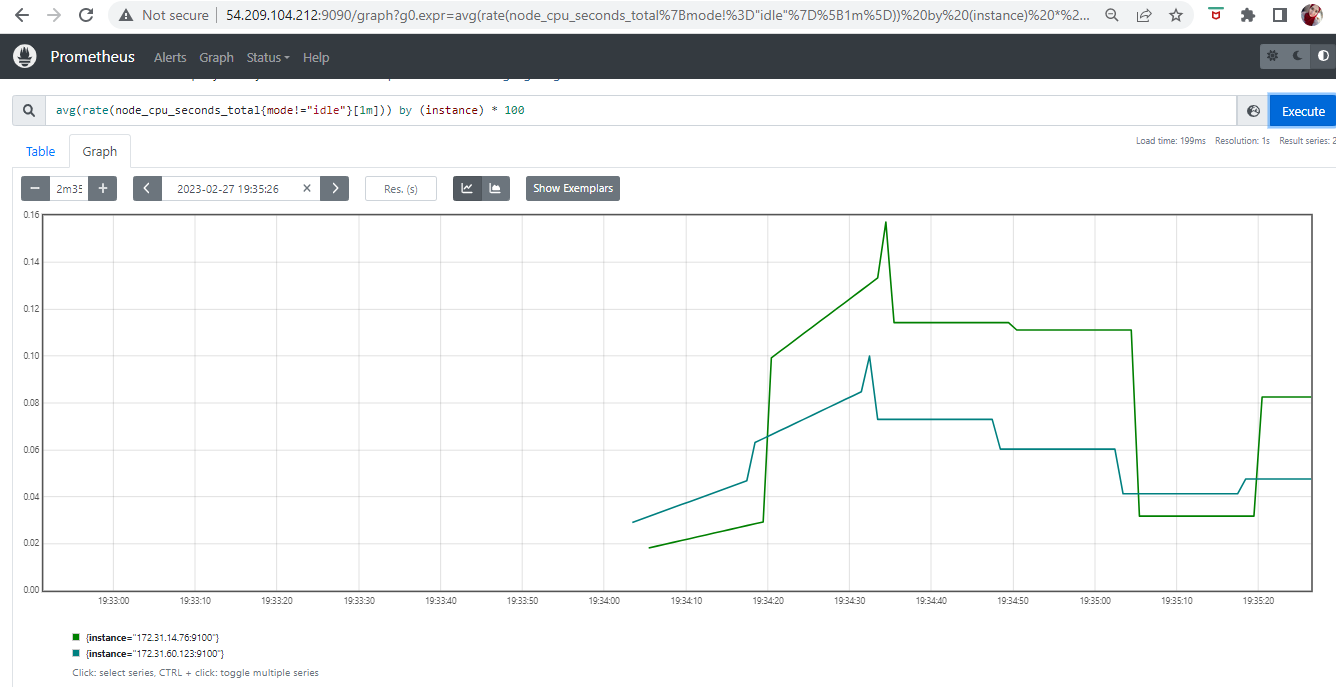 Not secure 54.209.104.212:9090/graph?g0.expr=avg(rate(node_cpu_seconds_total%7Bmode!%3D"idle"%7D%5B1m%5D))%20by%20(instance)%20*%2...
Prometheus Alerts Graph Status Help
avg(rate(node_cpu_seconds_total{mode!="idle"}[1m])) by (instance) * 100 Execute
Load time: 199ms Resolution: 1s Result series: 2
Table Graph
− 2m35 + 2023-02-27 19:35:26 × Res. (s) Show Exemplars
0.16
0.14
0.12
0.10
0.08
0.06
0.04
0.02
0.00
19:33:00 19:33:10 19:33:20 19:33:30 19:33:40 19:33:50 19:34:00 19:34:10 19:34:20 19:34:30 19:34:40 19:34:50 19:35:00 19:35:10 19:35:20
{instance="172.31.14.76:9100"}
{instance="172.31.60.123:9100"}
Click: select series, CTRL + click: toggle multiple series